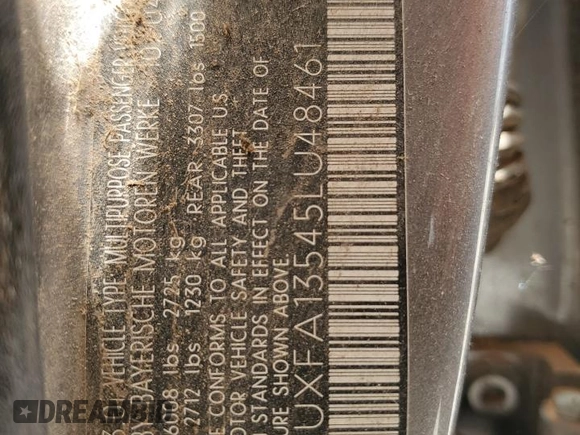 VEHICLE TYPE MULTIPURPOSE PASSENGER
BAYERISCHE MOTOREN WERKE
6008 lbs 2725 kg
2712 lbs 1230 kg REAR 3307 lbs 1500
CONFORMS TO ALL APPLICABLE U.S.
MOTOR VEHICLE SAFETY AND THEFT
STANDARDS IN EFFECT ON THE DATE OF
SHOWN ABOVE.
UXFA13545LU48461
DREAMBID